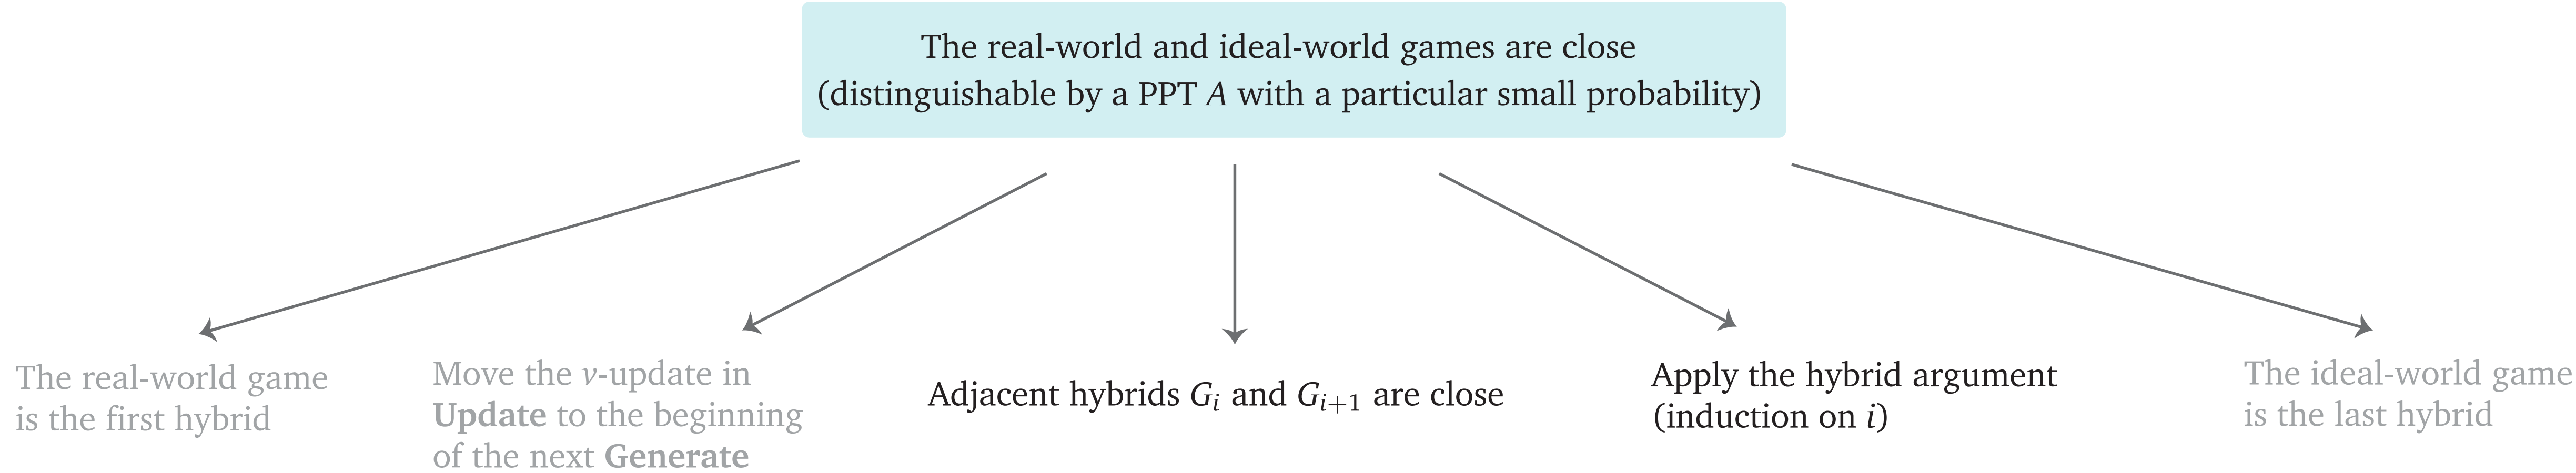 The real-world and ideal-world games are close
(distinguishable by a PPT A with a particular small probability)
The real-world game
is the first hybrid
Move the v-update in
Update to the beginning
of the next Generate
Adjacent hybrids Gᵢ and Gᵢ₊₁ are close
Apply the hybrid argument
(induction on i)
The ideal-world game
is the last hybrid